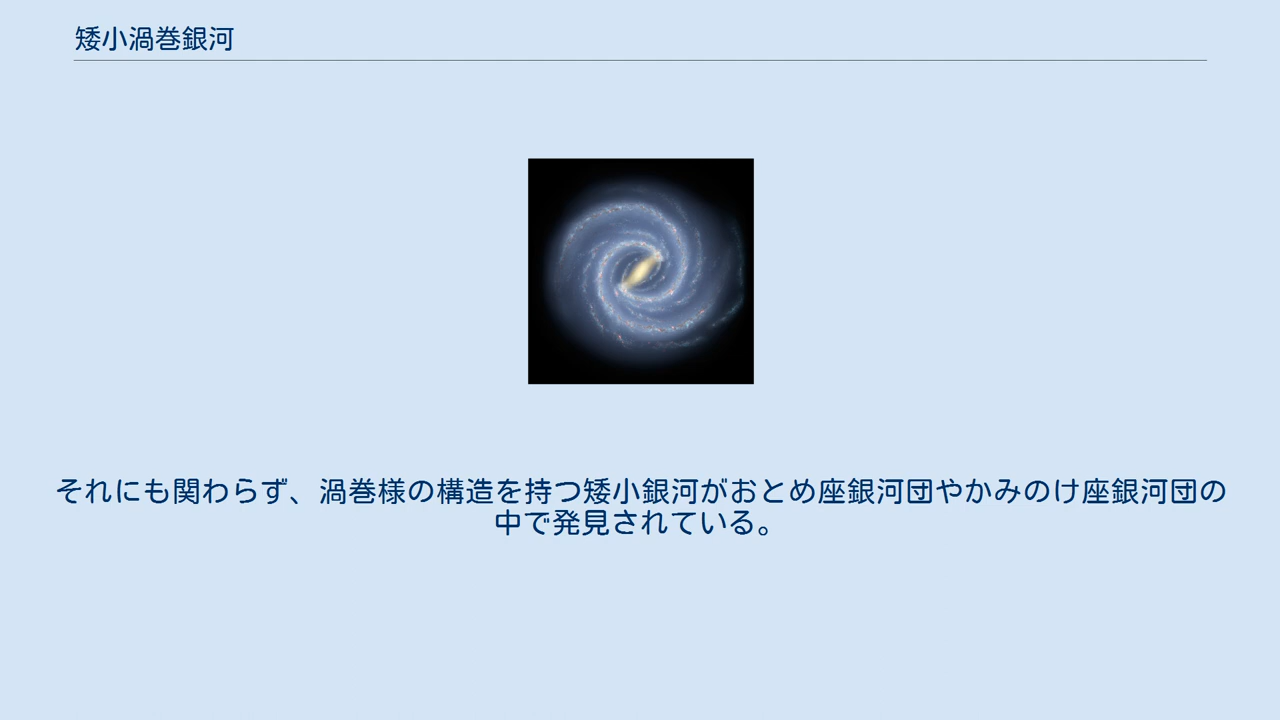 矮小渦巻銀河
それにも関わらず、渦巻様の構造を持つ矮小銀河がおとめ座銀河団やかみのけ座銀河団の
中で発見されている。